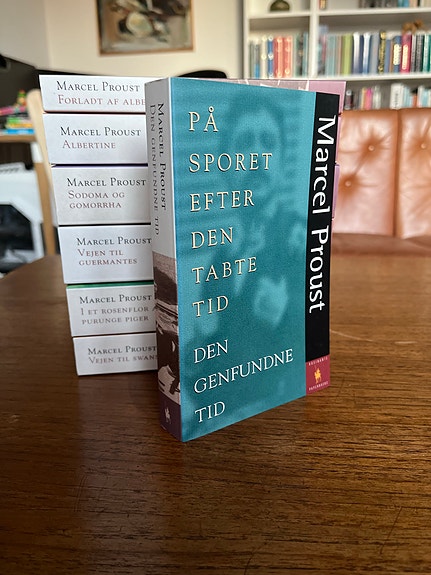 MARCEL PROUST
FORLADT AF ALBE
MARCEL PROUST
ALBERTINE
MARCEL PROUST
SODOMA OG
GOMORRHA
MARCEL PROUST
VEJEN TIL
GUERMANTES
MARCEL PROUST
I ET ROSENFLOR A
PURUNGE PIGER
MARCEL PROUST
VEJEN TIL SWAN
MARCEL PROUST
DEN GENFUNDNE TID
PÅ
SPORET
EFTER
DEN
TABTE
TID
DEN
GENFUNDNE
TID
Marcel Proust